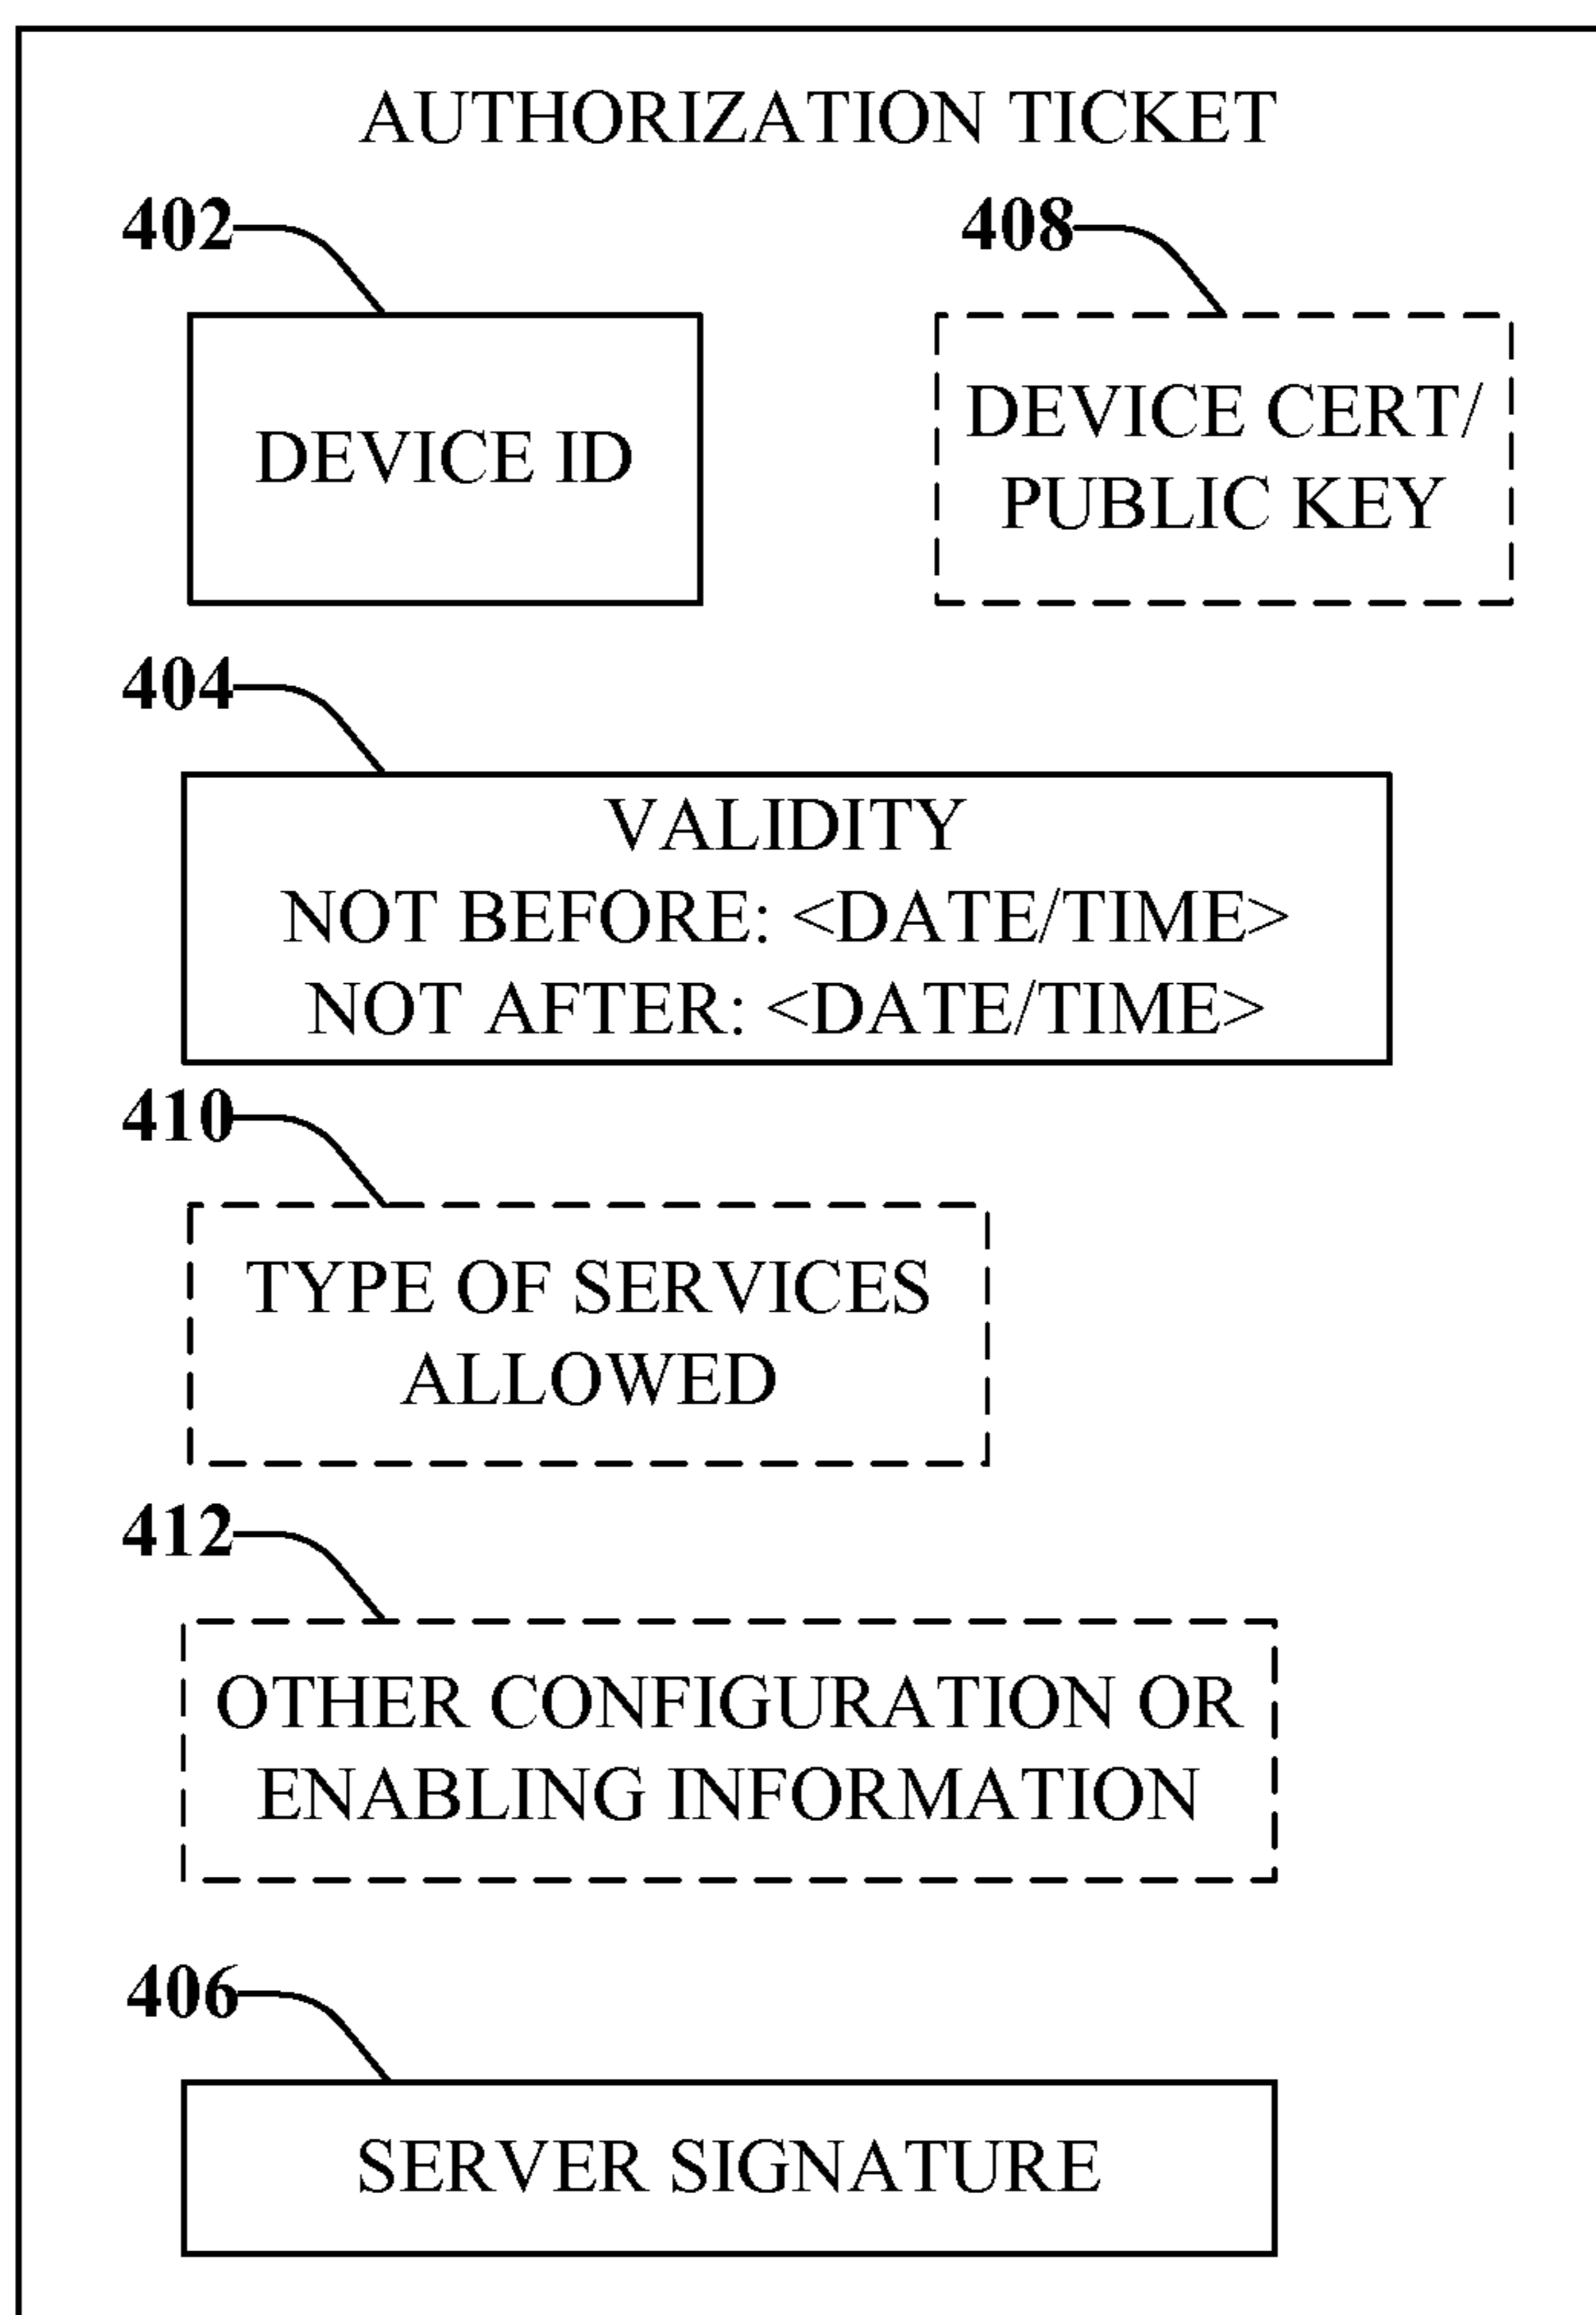 AUTHORIZATION TICKET
402
408
DEVICE ID
DEVICE CERT/
PUBLIC KEY
404
VALIDITY
NOT BEFORE: <DATE/TIME>
NOT AFTER: <DATE/TIME>
410
TYPE OF SERVICES
ALLOWED
412
OTHER CONFIGURATION OR
ENABLING INFORMATION
406
SERVER SIGNATURE